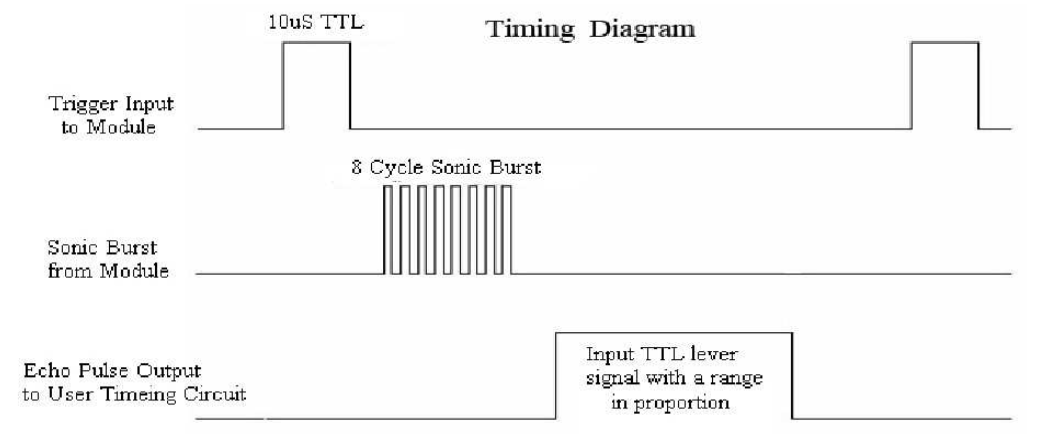 10uS TTL
Timing Diagram
Trigger Input
to Module
8 Cycle Sonic Burst
Sonic Burst
from Module
Echo Pulse Output
to User Timeing Circuit
Input TTL lever
signal with a range
in proportion